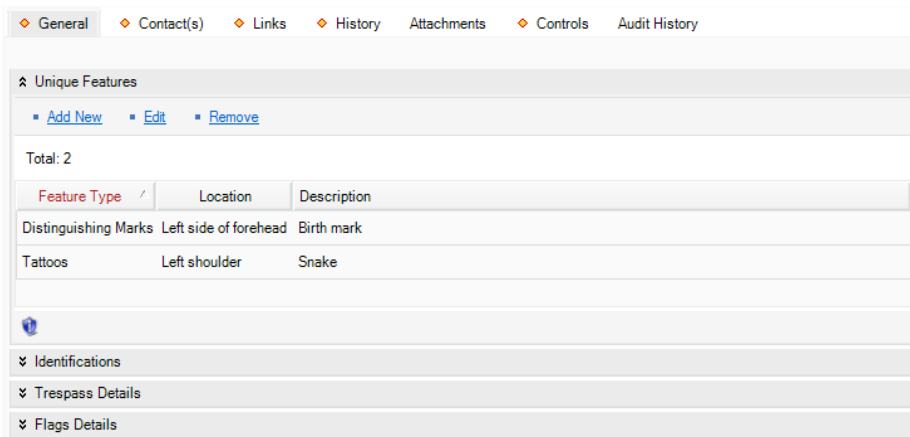 General Contact(s) Links History Attachments Controls Audit History
Unique Features
Add New Edit Remove
Total: 2
Feature Type Location Description
Distinguishing Marks Left side of forehead Birth mark
Tattoos Left shoulder Snake
Identifications
Trespass Details
Flags Details